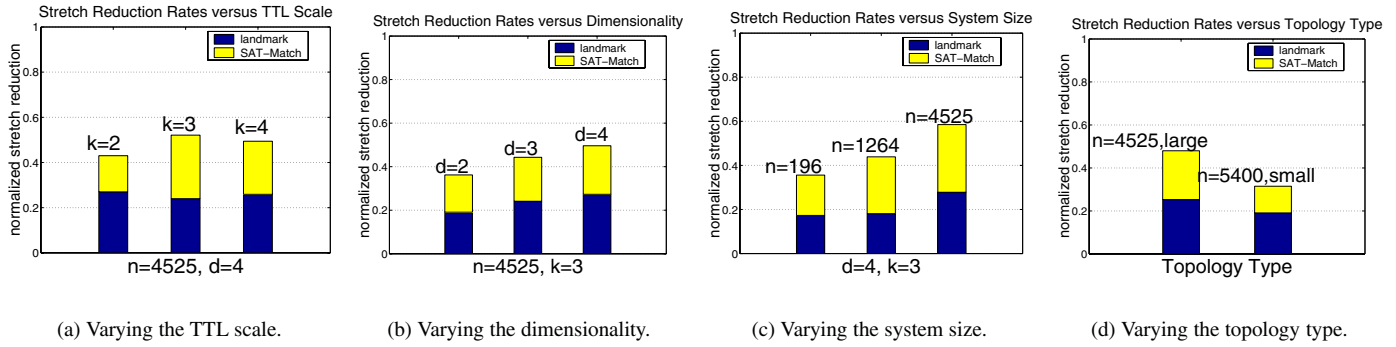 Stretch Reduction Rates versus TTL Scale
normalized stretch reduction
1
0.8
0.6
0.4
0.2
0
landmark
SAT-Match
k=2
k=3
k=4
n=4525, d=4
(a) Varying the TTL scale.
Stretch Reduction Rates versus Dimensionality
normalized stretch reduction
1
0.8
0.6
0.4
0.2
0
landmark
SAT-Match
d=2
d=3
d=4
n=4525, k=3
(b) Varying the dimensionality.
Stretch Reduction Rates versus System Size
normalized stretch reduction
1
0.8
0.6
0.4
0.2
0
landmark
SAT-Match
n=196
n=1264
n=4525
d=4, k=3
(c) Varying the system size.
Stretch Reduction Rates versus Topology Type
normalized stretch reduction
1
0.8
0.6
0.4
0.2
0
landmark
SAT-Match
n=4525,large
n=5400,small
Topology Type
(d) Varying the topology type.